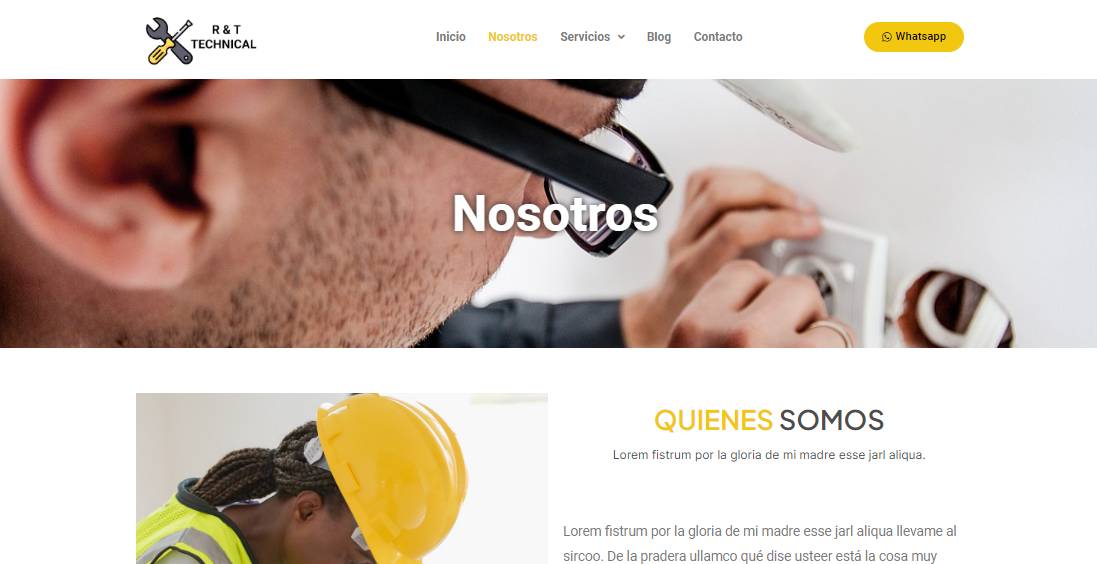 R & T
TECHNICAL
Inicio Nosotros Servicios Blog Contacto
Whatsapp
Nosotros
QUIENES SOMOS
Lorem fistrum por la gloria de mi madre esse jarl aliqua.
Lorem fistrum por la gloria de mi madre esse jarl aliqua llevame al
sircoo. De la pradera ullamco qué dise usteer está la cosa muy